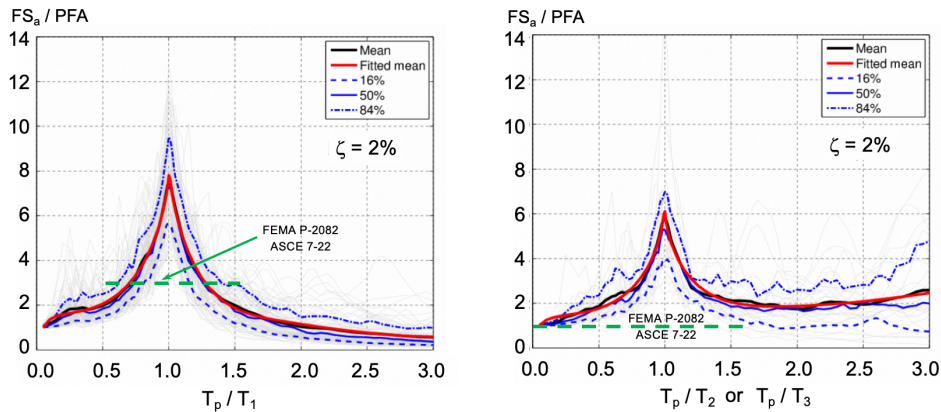 FSa / PFA
14
12
10
8
6
4
2
0
0.0 0.5 1.0 1.5 2.0 2.5 3.0
Tp / T1
Mean
Fitted mean
16%
50%
84%
ζ = 2%
FEMA P-2082
ASCE 7-22
FSa / PFA
14
12
10
8
6
4
2
0
0.0 0.5 1.0 1.5 2.0 2.5 3.0
Tp / T2 or Tp / T3
Mean
Fitted mean
16%
50%
84%
ζ = 2%
FEMA P-2082
ASCE 7-22